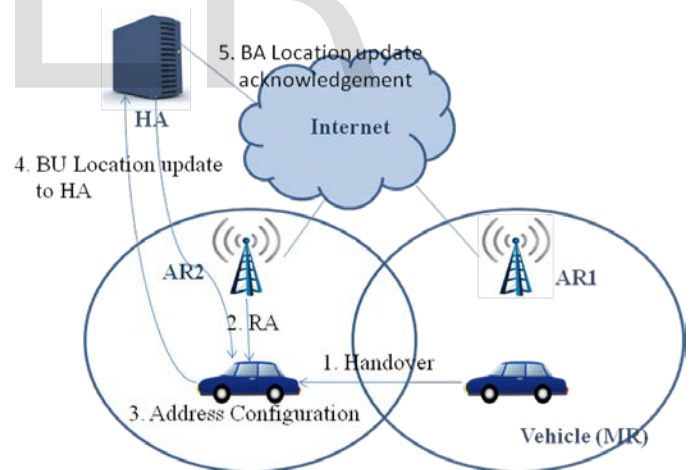 5. BA Location update
acknowledgement
HA
Internet
4. BU Location update
to HA
AR2
AR1
2. RA
1. Handover
3. Address Configuration
Vehicle (MR)